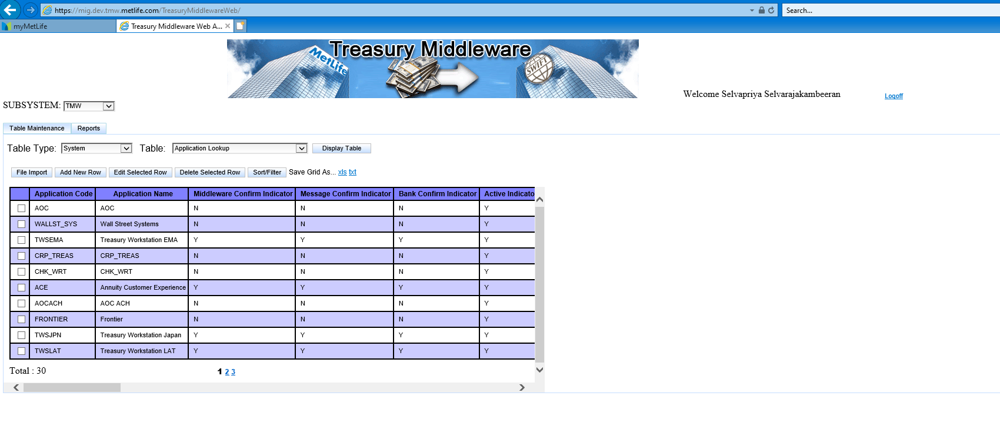 https://mig.dev.tmw.metlife.com/TreasuryMiddlewareWeb/ Search...
myMetLife Treasury Middleware Web A...
Treasury Middleware
MetLife
SWIFT
Welcome Selvapriya Selvarajakambeeran Logoff
SUBSYSTEM: TMW
Table Maintenance Reports
Table Type: System Table: Application Lookup Display Table
File Import Add New Row Edit Selected Row Delete Selected Row Sort/Filter Save Grid As... xls txt
Application Code Application Name Middleware Confirm Indicator Message Confirm Indicator Bank Confirm Indicator Active Indicato
AOC AOC N N N Y
WALLST_SYS Wall Street Systems N N N Y
TWSEMA Treasury Workstation EMA Y Y Y Y
CRP_TREAS CRP_TREAS N N N Y
CHK_WRT CHK_WRT N N N Y
ACE Annuity Customer Experience Y Y Y Y
AOCACH AOC ACH N N N Y
FRONTIER Frontier N N N Y
TWSJPN Treasury Workstation Japan Y Y Y Y
TWSLAT Treasury Workstation LAT Y Y Y Y
Total : 30 1 2 3